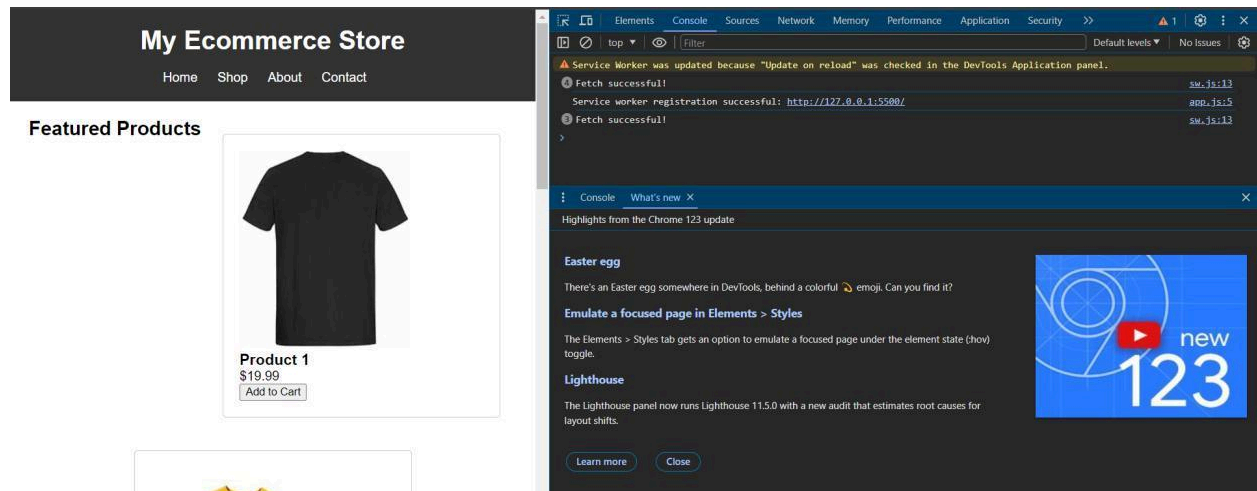 My Ecommerce Store
Home Shop About Contact
Featured Products
Product 1
$19.99
Add to Cart
Elements Console Sources Network Memory Performance Application Security >> 1
top Filter Default levels No Issues
Service Worker was updated because "Update on reload" was checked in the DevTools Application panel.
4 Fetch successful! sw.js:13
Service worker registration successful: http://127.0.0.1:5500/ app.js:5
3 Fetch successful! sw.js:13
>
Console What's new
Highlights from the Chrome 123 update
Easter egg
There's an Easter egg somewhere in DevTools, behind a colorful 💫 emoji. Can you find it?
Emulate a focused page in Elements > Styles
The Elements > Styles tab gets an option to emulate a focused page under the element state (:hov)
toggle.
Lighthouse
The Lighthouse panel now runs Lighthouse 11.5.0 with a new audit that estimates root causes for
layout shifts.
Learn more Close
new
123